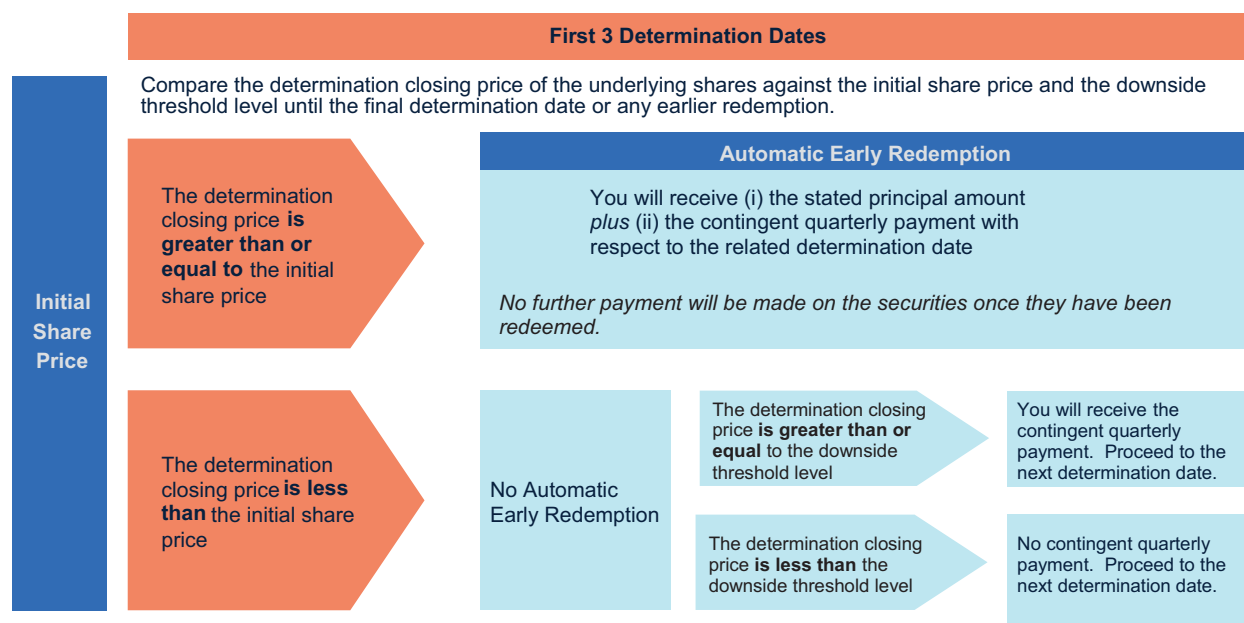 First 3 Determination Dates
Compare the determination closing price of the underlying shares against the initial share price and the downside
threshold level until the final determination date or any earlier redemption.
Initial
Share
Price
The determination
closing price is
greater than or
equal to the initial
share price
Automatic Early Redemption
You will receive (i) the stated principal amount
plus (ii) the contingent quarterly payment with
respect to the related determination date
No further payment will be made on the securities once they have been
redeemed.
The determination
closing price is less
than the initial share
price
No Automatic
Early Redemption
The determination closing
price is greater than or
equal to the downside
threshold level
You will receive the
contingent quarterly
payment. Proceed to the
next determination date.
The determination closing
price is less than the
downside threshold level
No contingent quarterly
payment. Proceed to the
next determination date.